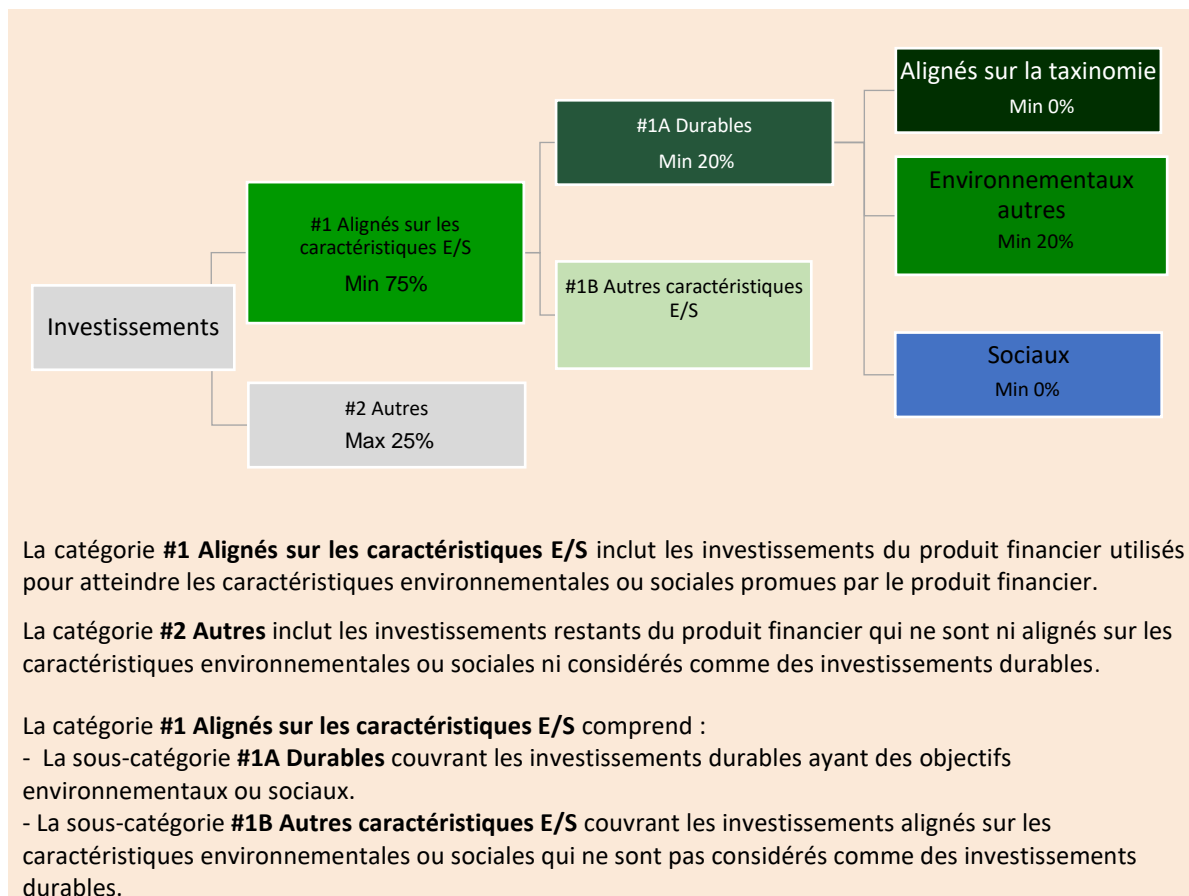 Investissements
#1 Alignés sur les
caractéristiques E/S
Min 75%
#2 Autres
Max 25%
#1A Durables
Min 20%
#1B Autres caractéristiques
E/S
Alignés sur la taxinomie
Min 0%
Environnementaux
autres
Min 20%
Sociaux
Min 0%
La catégorie #1 Alignés sur les caractéristiques E/S inclut les investissements du produit financier utilisés
pour atteindre les caractéristiques environnementales ou sociales promues par le produit financier.
La catégorie #2 Autres inclut les investissements restants du produit financier qui ne sont ni alignés sur les
caractéristiques environnementales ou sociales ni considérés comme des investissements durables.
La catégorie #1 Alignés sur les caractéristiques E/S comprend :
- La sous-catégorie #1A Durables couvrant les investissements durables ayant des objectifs
environnementaux ou sociaux.
- La sous-catégorie #1B Autres caractéristiques E/S couvrant les investissements alignés sur les
caractéristiques environnementales ou sociales qui ne sont pas considérés comme des investissements
durables.